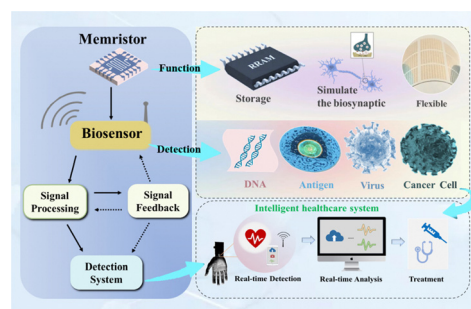 Memristor
Function
RRAM
Storage
Simulate
the biosynaptic
Flexible
Biosensor
Detection
DNA
Antigen
Virus
Cancer Cell
Signal
Processing
Signal
Feedback
Detection
System
Intelligent healthcare system
Real-time Detection
Real-time Analysis
Treatment